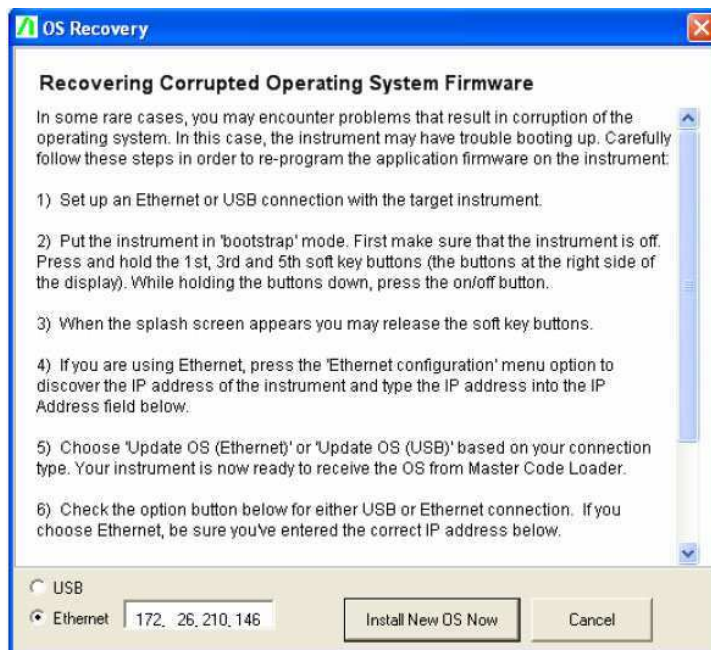 OS Recovery
Recovering Corrupted Operating System Firmware
In some rare cases, you may encounter problems that result in corruption of the
operating system. In this case, the instrument may have trouble booting up. Carefully
follow these steps in order to re-program the application firmware on the instrument:
1) Set up an Ethernet or USB connection with the target instrument.
2) Put the instrument in 'bootstrap' mode. First make sure that the instrument is off.
Press and hold the 1st, 3rd and 5th soft key buttons (the buttons at the right side of
the display). While holding the buttons down, press the on/off button.
3) When the splash screen appears you may release the soft key buttons.
4) If you are using Ethernet, press the 'Ethernet configuration' menu option to
discover the IP address of the instrument and type the IP address into the IP
Address field below.
5) Choose 'Update OS (Ethernet)' or 'Update OS (USB)' based on your connection
type. Your instrument is now ready to receive the OS from Master Code Loader.
6) Check the option button below for either USB or Ethernet connection. If you
choose Ethernet, be sure you've entered the correct IP address below.
USB
Ethernet 172. 26.210.146 Install New OS Now Cancel